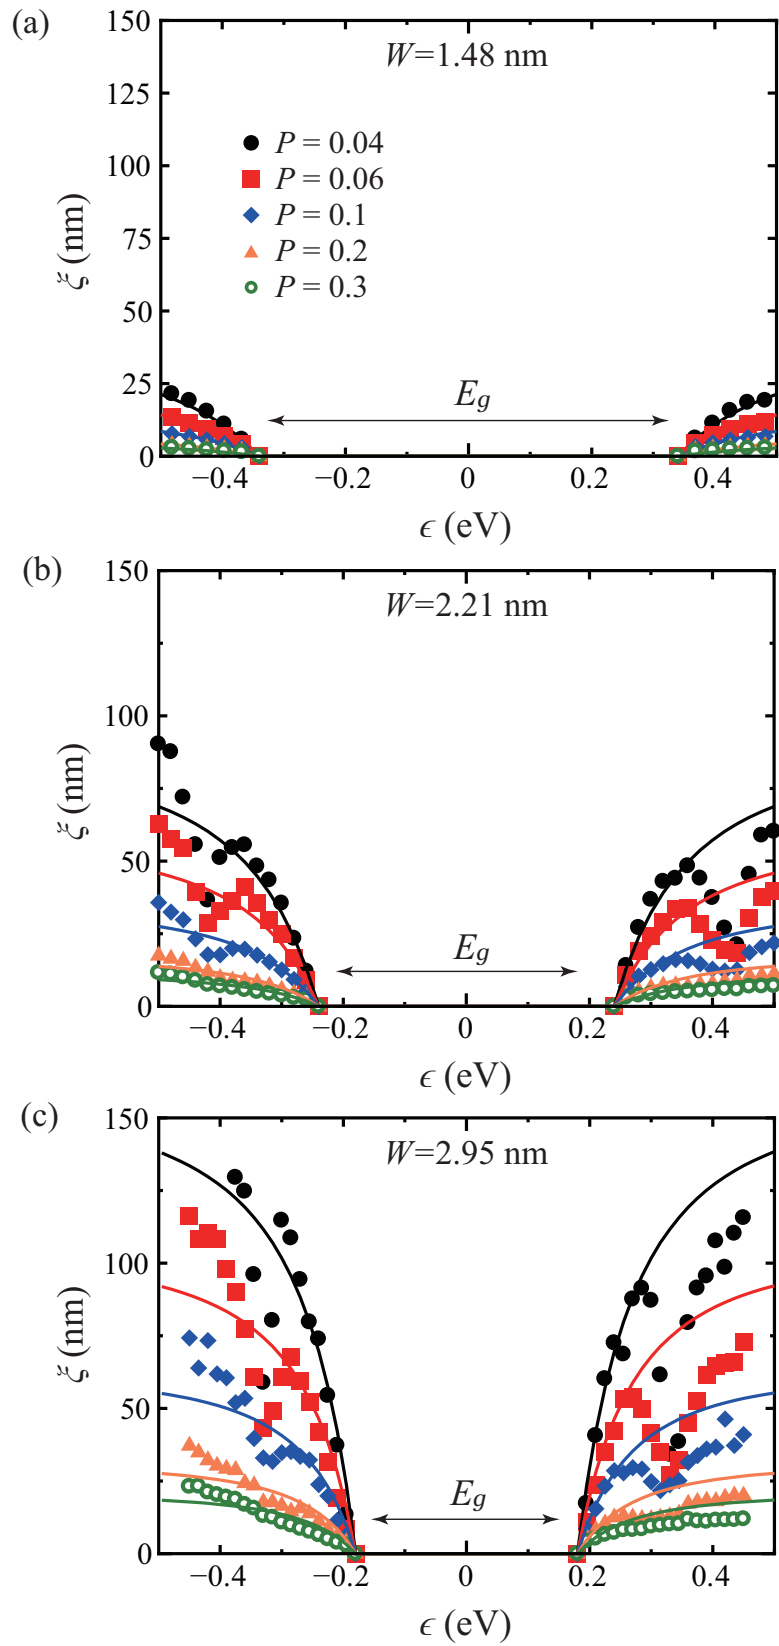 (a)
W=1.48 nm
P = 0.04
P = 0.06
P = 0.1
P = 0.2
P = 0.3
E_g
ξ (nm)
150
125
100
75
50
25
0
−0.4 −0.2 0 0.2 0.4
ϵ (eV)
(b)
W=2.21 nm
E_g
ξ (nm)
150
100
50
0
−0.4 −0.2 0 0.2 0.4
ϵ (eV)
(c)
W=2.95 nm
E_g
ξ (nm)
150
100
50
0
−0.4 −0.2 0 0.2 0.4
ϵ (eV)